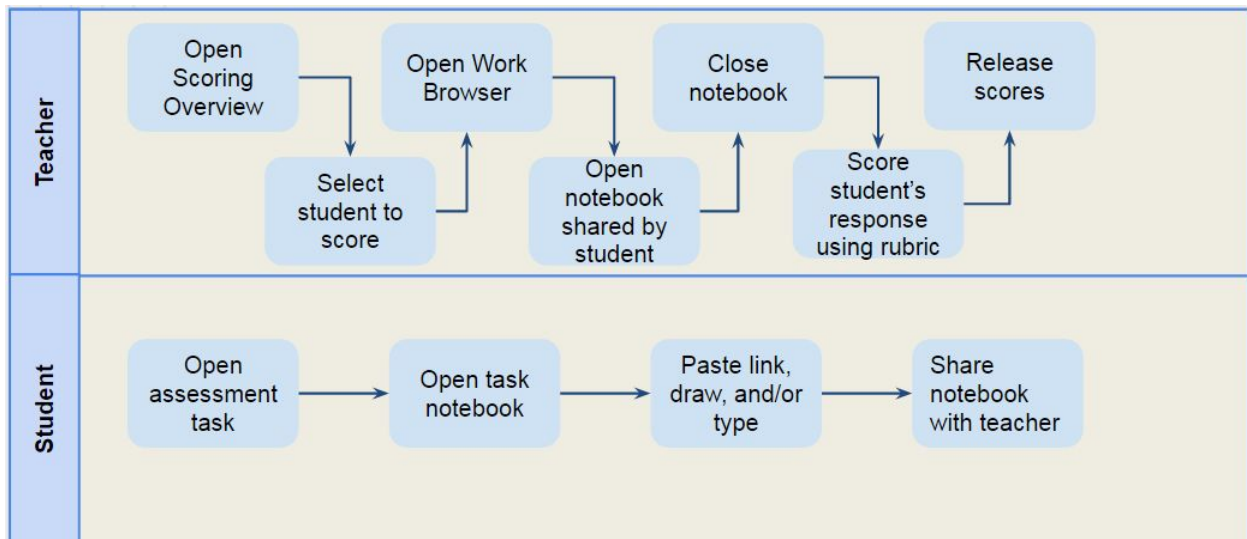 Teacher
Open
Scoring
Overview
Select
student to
score
Open Work
Browser
Open
notebook
shared by
student
Close
notebook
Score
student's
response
using rubric
Release
scores
Student
Open
assessment
task
Open task
notebook
Paste link,
draw, and/or
type
Share
notebook
with teacher